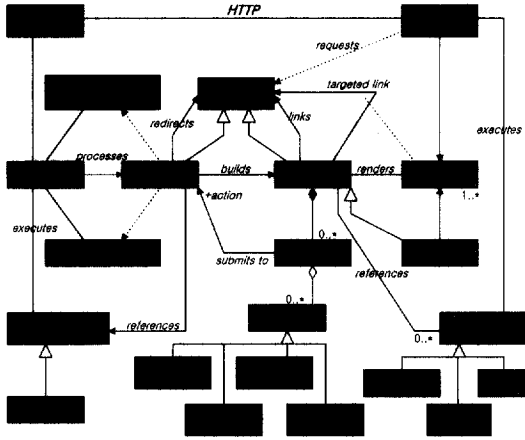 HTTP
requests
targeted link
redirects
links
executes
processes
builds
renders
+action
1..*
executes
0..*
submits to
references
0..*
references
0..*